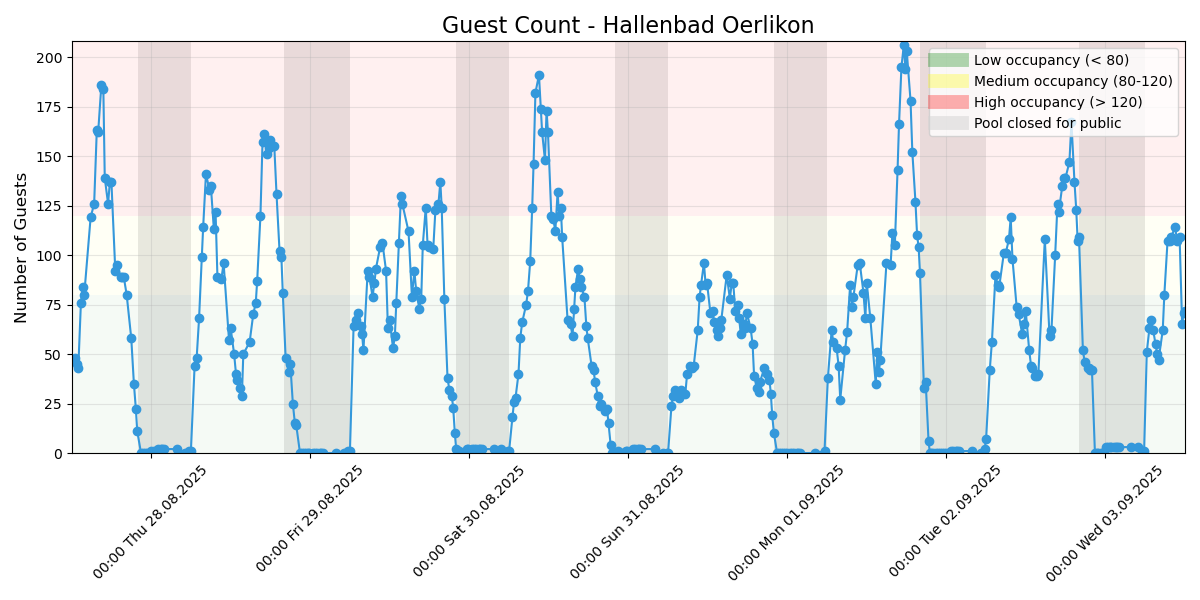 Guest Count - Hallenbad Oerlikon
Number of Guests
200
175
150
125
100
75
50
25
0
Low occupancy (< 80)
Medium occupancy (80-120)
High occupancy (> 120)
Pool closed for public
00:00 Thu 28.08.2025
00:00 Fri 29.08.2025
00:00 Sat 30.08.2025
00:00 Sun 31.08.2025
00:00 Mon 01.09.2025
00:00 Tue 02.09.2025
00:00 Wed 03.09.2025